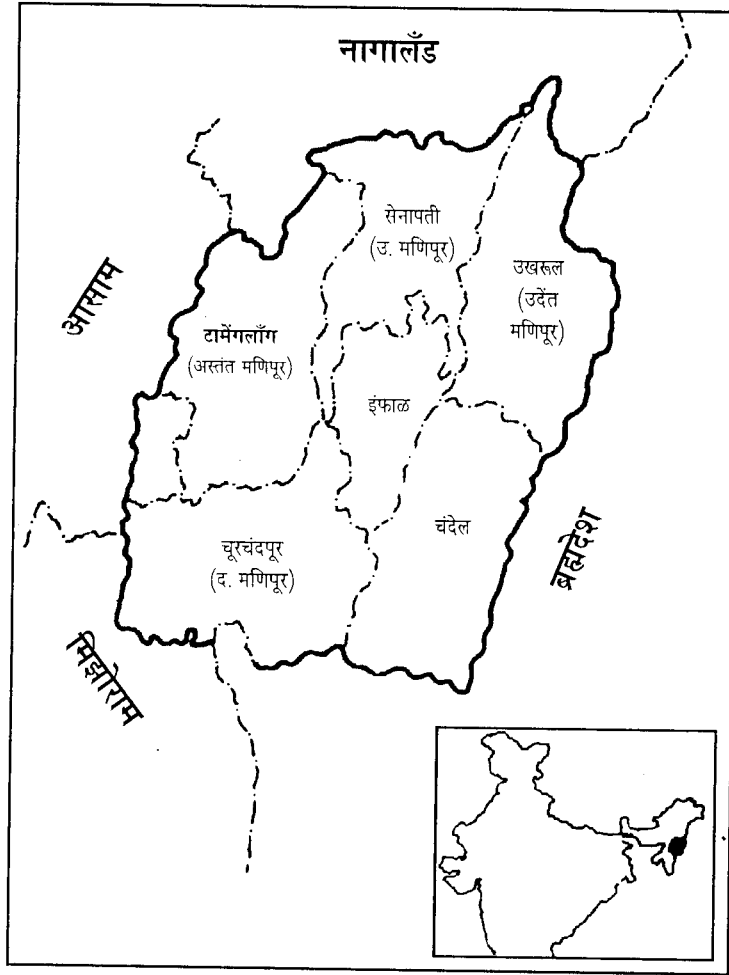 नागालँड
सेनापती
(उ. मणिपूर)
उखरूल
(उदेंत
मणिपूर)
आसाम
टामेंगलाँग
(अस्तंत मणिपूर)
इंफाळ
चंदेल
ब्रह्मदेश
चूरचंदपूर
(द. मणिपूर)
मिझोराम